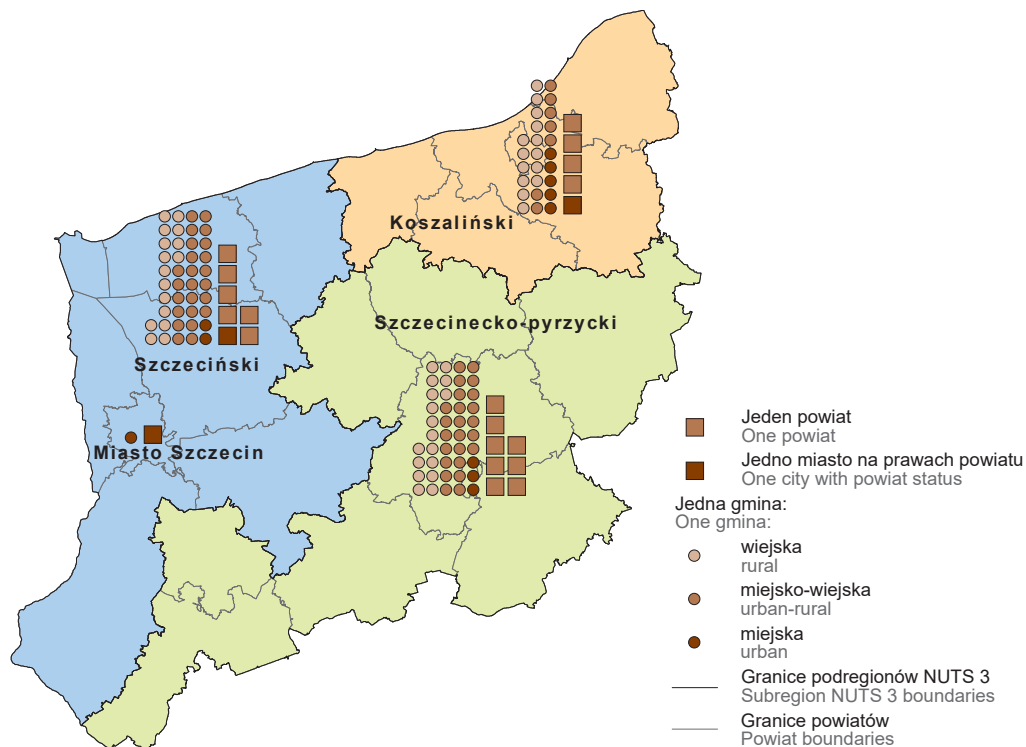 Koszaliński
Szczecinecko-pyrzycki
Szczeciński
Miasto Szczecin
Jeden powiat
One powiat
Jedno miasto na prawach powiatu
One city with powiat status
Jedna gmina:
One gmina:
wiejska
rural
miejsko-wiejska
urban-rural
miejska
urban
Granice podregionów NUTS 3
Subregion NUTS 3 boundaries
Granice powiatów
Powiat boundaries